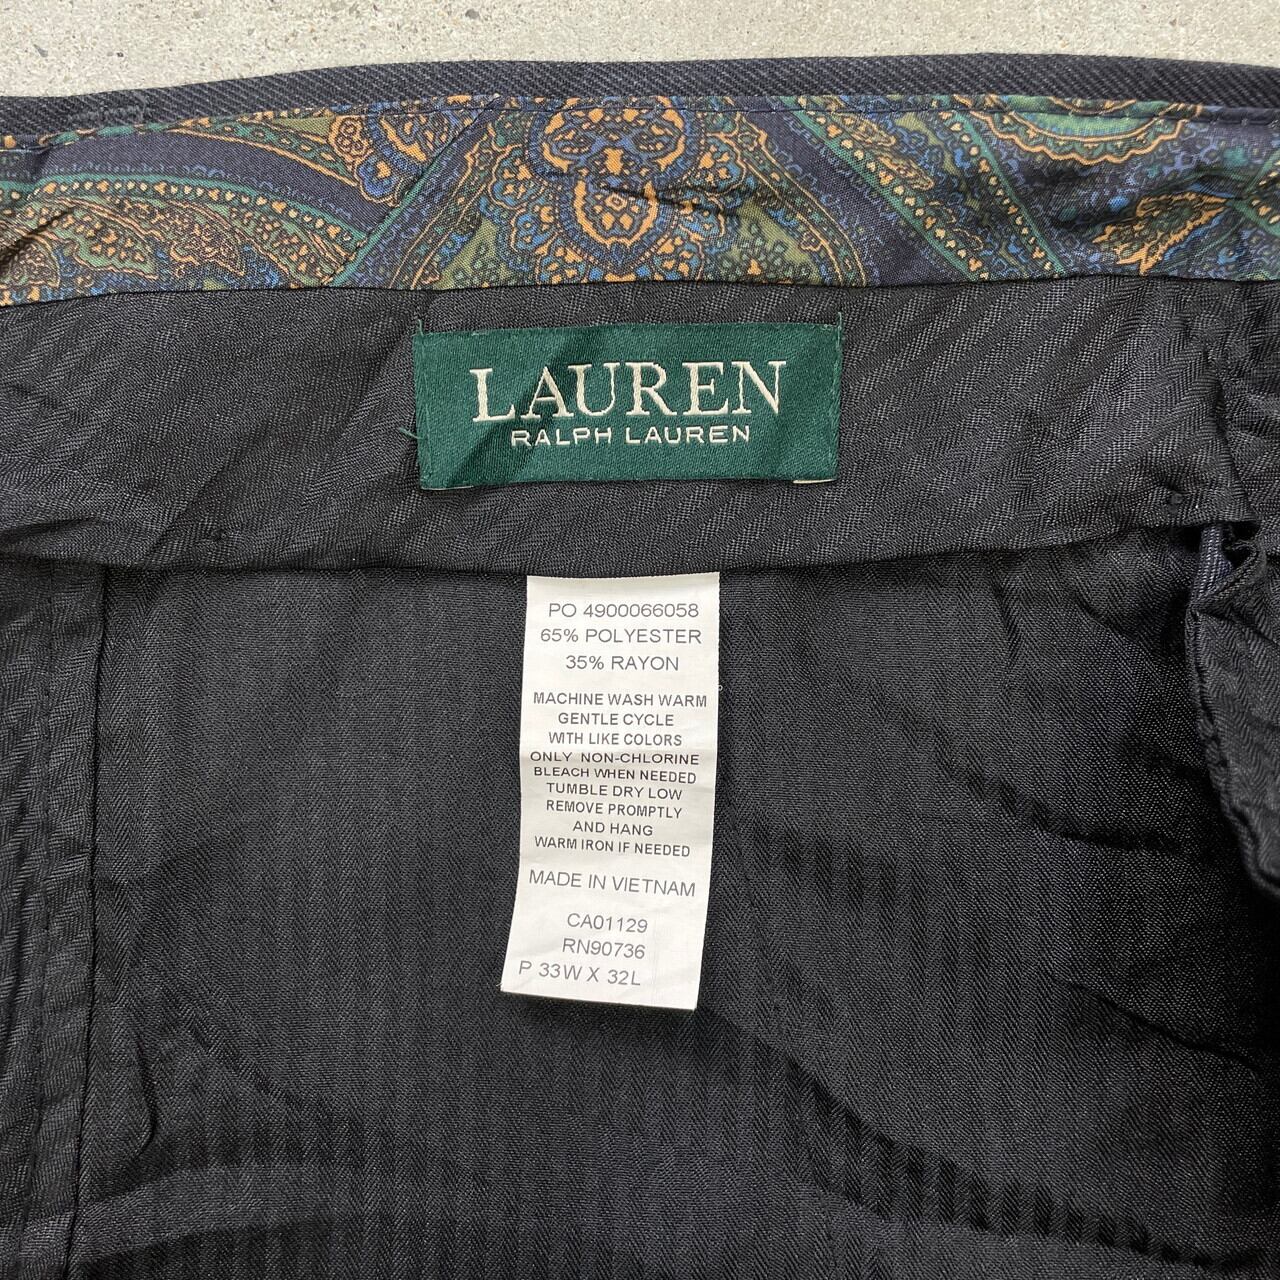 LAUREN
RALPH LAUREN
PO 4900066058
65% POLYESTER
35% RAYON
MACHINE WASH WARM
GENTLE CYCLE
WITH LIKE COLORS
ONLY NON-CHLORINE
BLEACH WHEN NEEDED
TUMBLE DRY LOW
REMOVE PROMPTLY
AND HANG
WARM IRON IF NEEDED
MADE IN VIETNAM
CA01129
RN90736
P 33W X 32L